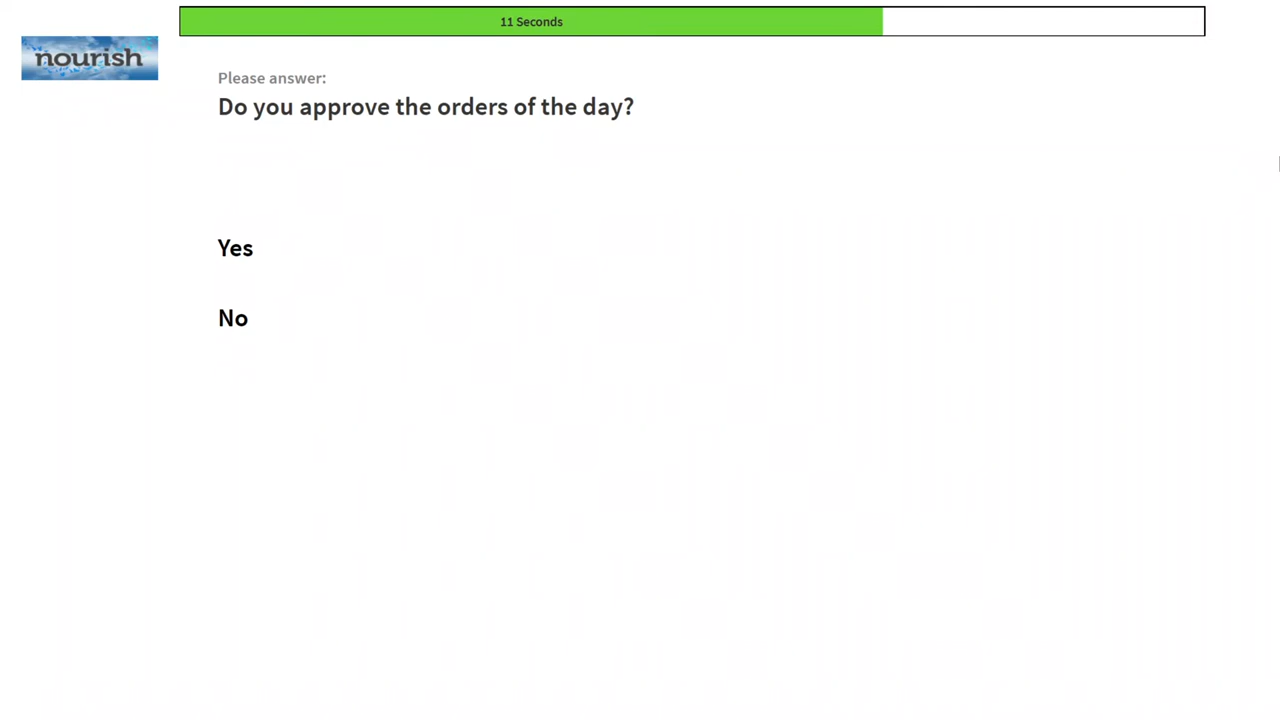 11 Seconds
nourish
Please answer:
Do you approve the orders of the day?
Yes
No